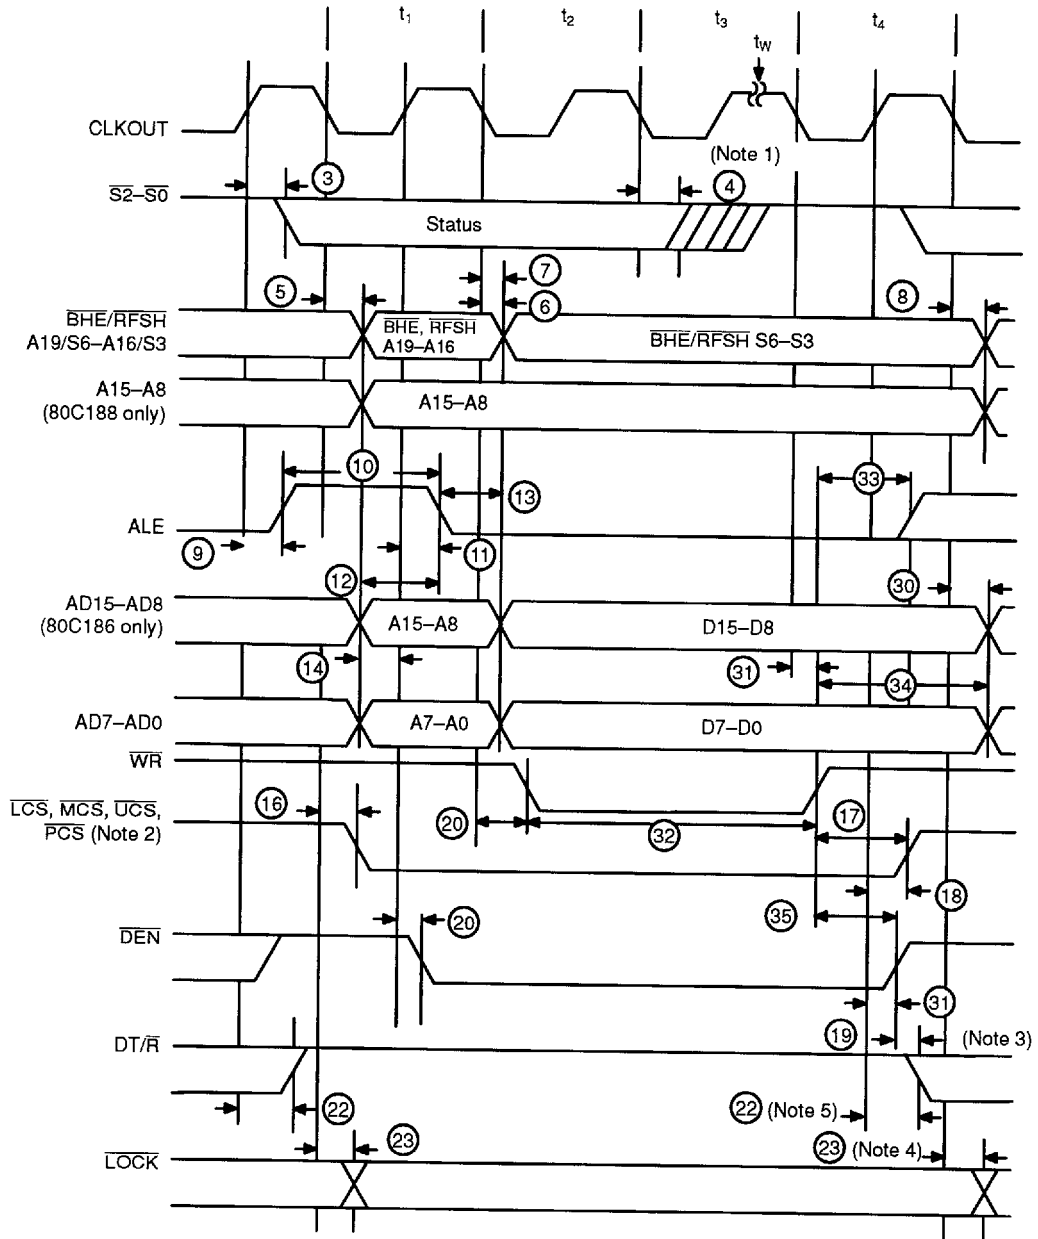 t1 t2 t3 t4
tW
CLKOUT
(Note 1)
S2–S0
3
4
Status
7
5
6
8
BHE/RFSH
A19/S6–A16/S3
BHE, RFSH
A19–A16
BHE/RFSH S6–S3
A15–A8
(80C188 only)
A15–A8
10
33
13
ALE
9
11
12
30
AD15–AD8
(80C186 only)
A15–A8
D15–D8
14
31
34
AD7–AD0
A7–A0
D7–D0
WR
LCS, MCS, UCS,
PCS (Note 2)
16
20
32
17
18
20
35
DEN
31
19
(Note 3)
DT/R
22
22 (Note 5)
23
23 (Note 4)
LOCK